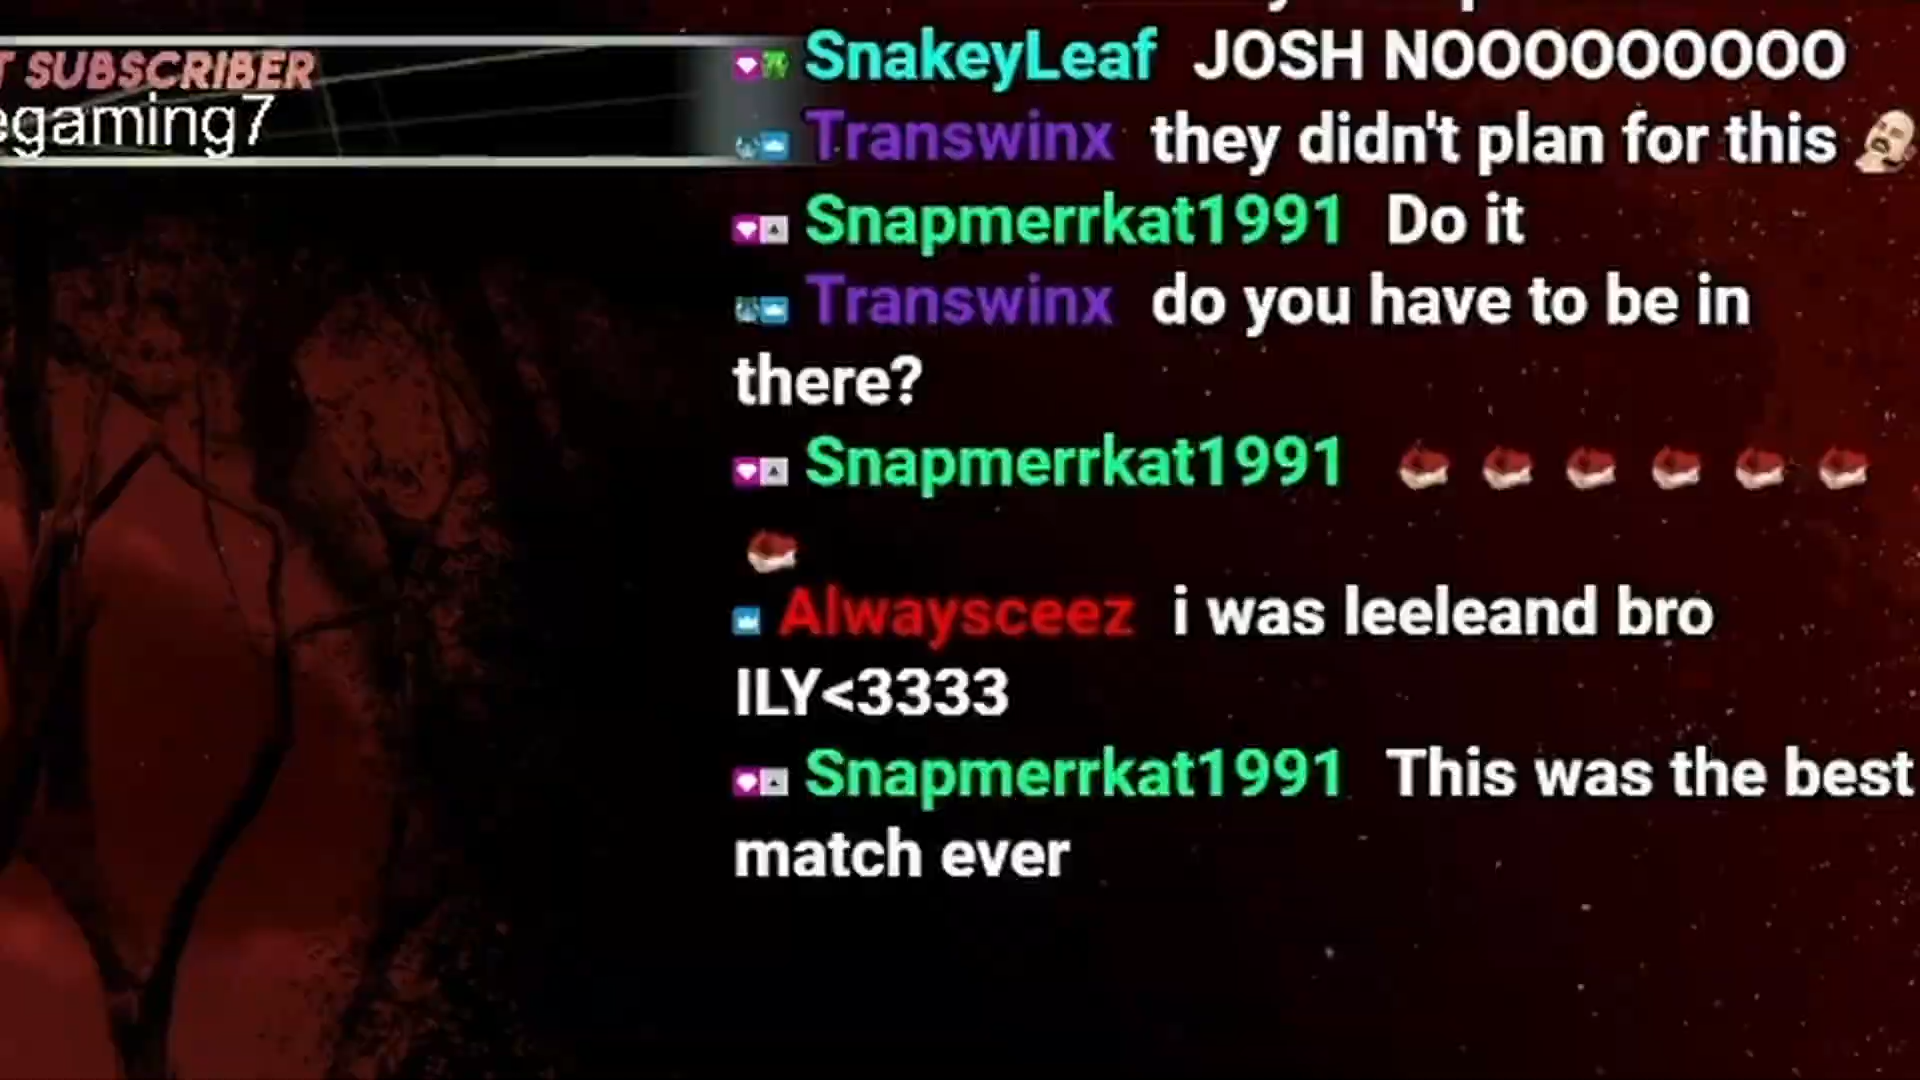 T SUBSCRIBER
egaming7
SnakeyLeaf JOSH NOOOOOOOOO
Transwinx they didn't plan for this
Snapmerrkat1991 Do it
Transwinx do you have to be in
there?
Snapmerrkat1991
Alwaysceez i was leeleand bro
ILY<3333
Snapmerrkat1991 This was the best
match ever